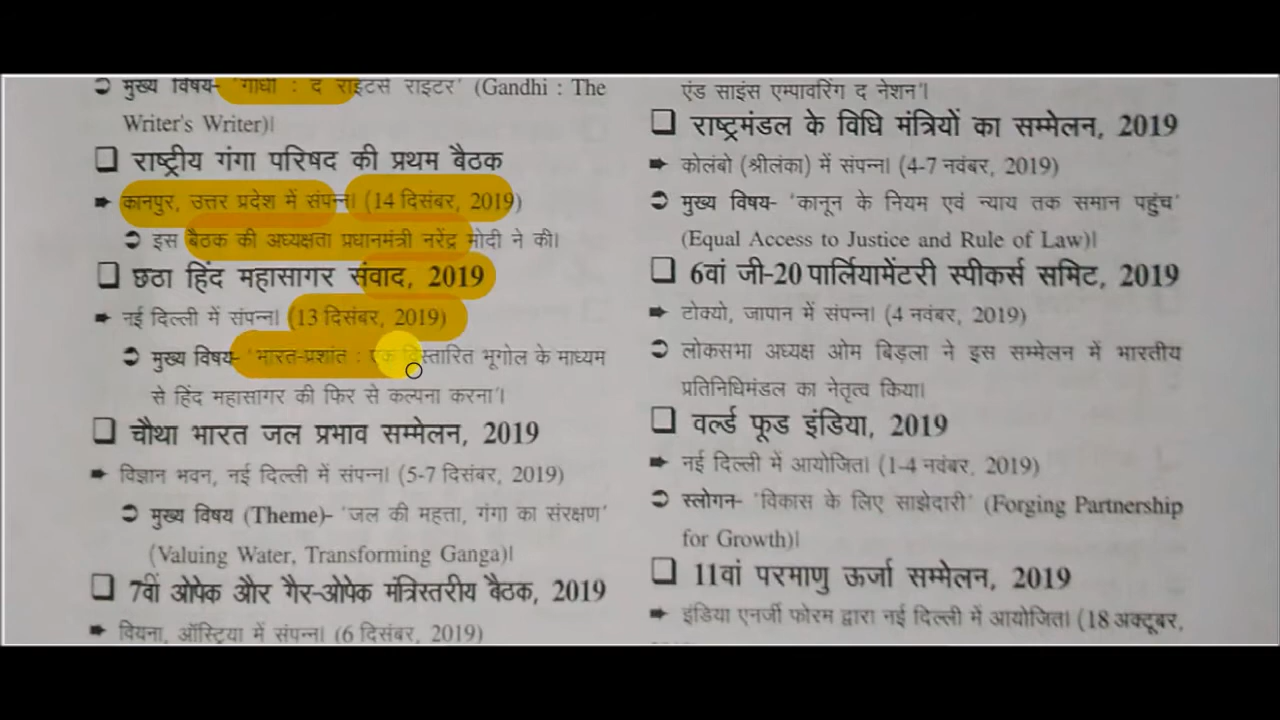 मुख्य विषय- 'गांधी : द राइटर्स राइटर' (Gandhi : The
Writer's Writer)।
❑ राष्ट्रीय गंगा परिषद की प्रथम बैठक
➨ कानपुर, उत्तर प्रदेश में संपन्न। (14 दिसंबर, 2019)
➲ इस बैठक की अध्यक्षता प्रधानमंत्री नरेंद्र मोदी ने की।
❑ छठा हिंद महासागर संवाद, 2019
➨ नई दिल्ली में संपन्न। (13 दिसंबर, 2019)
➲ मुख्य विषय- 'भारत-प्रशांत : एक विस्तारित भूगोल के माध्यम
से हिंद महासागर की फिर से कल्पना करना'।
❑ चौथा भारत जल प्रभाव सम्मेलन, 2019
➨ विज्ञान भवन, नई दिल्ली में संपन्न। (5-7 दिसंबर, 2019)
➲ मुख्य विषय (Theme)- 'जल की महत्ता, गंगा का संरक्षण'
(Valuing Water, Transforming Ganga)।
❑ 7वीं ओपेक और गैर-ओपेक मंत्रिस्तरीय बैठक, 2019
➨ वियना, ऑस्ट्रिया में संपन्न। (6 दिसंबर, 2019)
एंड साइंस एम्पावरिंग द नेशन'।
❑ राष्ट्रमंडल के विधि मंत्रियों का सम्मेलन, 2019
➨ कोलंबो (श्रीलंका) में संपन्न। (4-7 नवंबर, 2019)
➲ मुख्य विषय- 'कानून के नियम एवं न्याय तक समान पहुंच'
(Equal Access to Justice and Rule of Law)।
❑ 6वां जी-20 पार्लियामेंटरी स्पीकर्स समिट, 2019
➨ टोक्यो, जापान में संपन्न। (4 नवंबर, 2019)
➲ लोकसभा अध्यक्ष ओम बिड़ला ने इस सम्मेलन में भारतीय
प्रतिनिधिमंडल का नेतृत्व किया।
❑ वर्ल्ड फूड इंडिया, 2019
➨ नई दिल्ली में आयोजित। (1-4 नवंबर, 2019)
➲ स्लोगन- 'विकास के लिए साझेदारी' (Forging Partnership
for Growth)।
❑ 11वां परमाणु ऊर्जा सम्मेलन, 2019
➨ इंडिया एनर्जी फोरम द्वारा नई दिल्ली में आयोजित। (18 अक्टूबर,